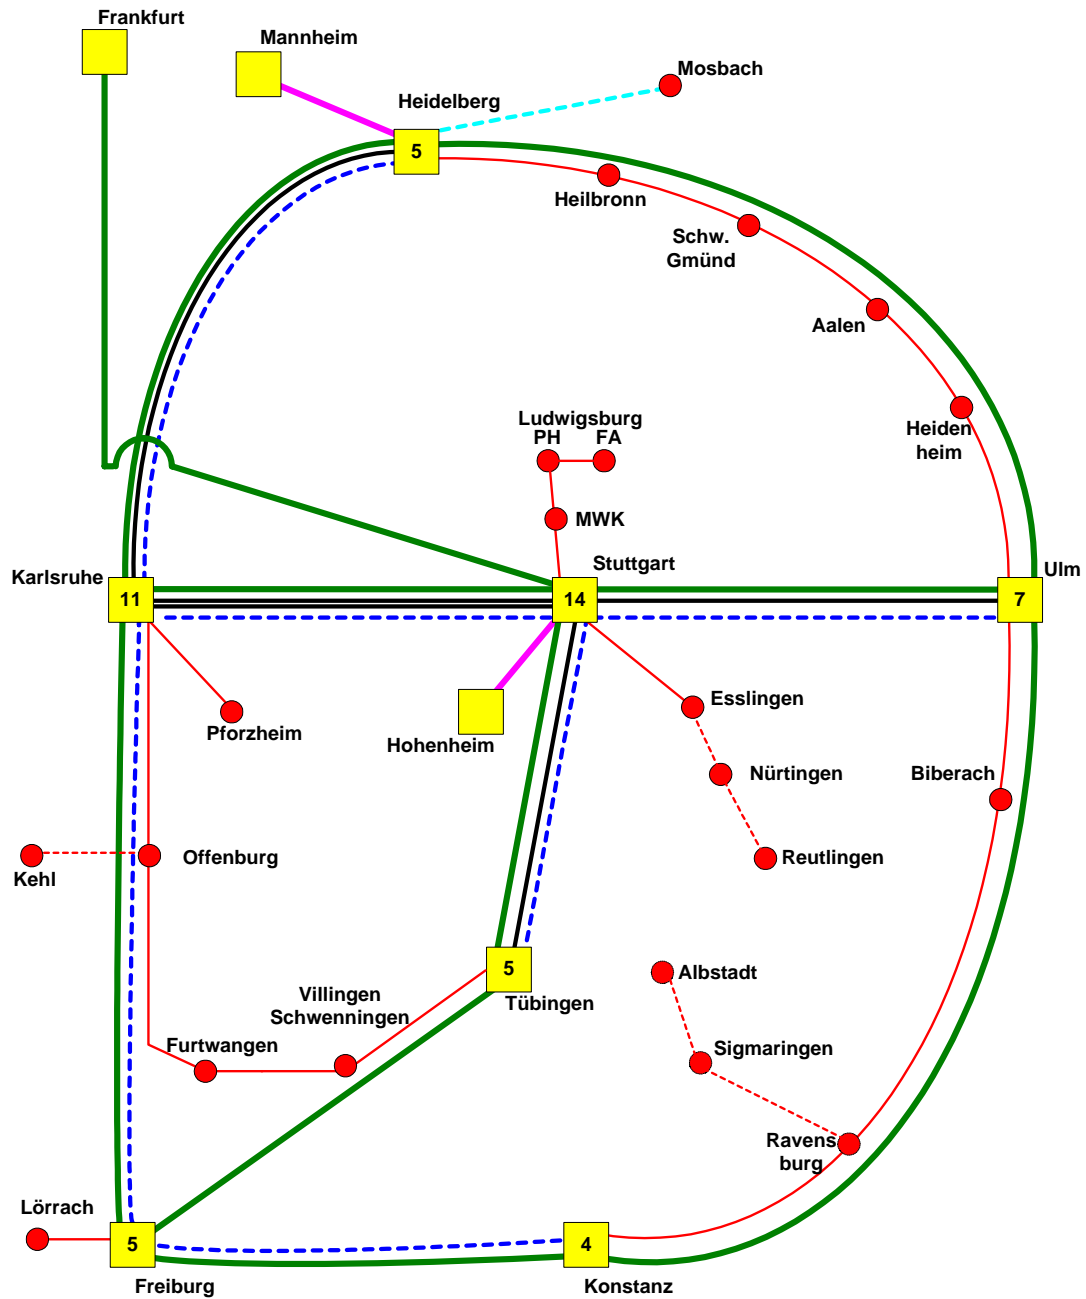 Frankfurt
Mannheim
Mosbach
Heidelberg
5
Heilbronn
Schw.
Gmünd
Aalen
Heiden
heim
Ludwigsburg
PH FA
MWK
Stuttgart
Karlsruhe
Ulm
11
14
7
Esslingen
Pforzheim
Hohenheim
Nürtingen
Biberach
Offenburg
Reutlingen
Kehl
5
Albstadt
Tübingen
Villingen
Schwenningen
Furtwangen
Sigmaringen
Ravens
burg
Lörrach
5
4
Freiburg
Konstanz